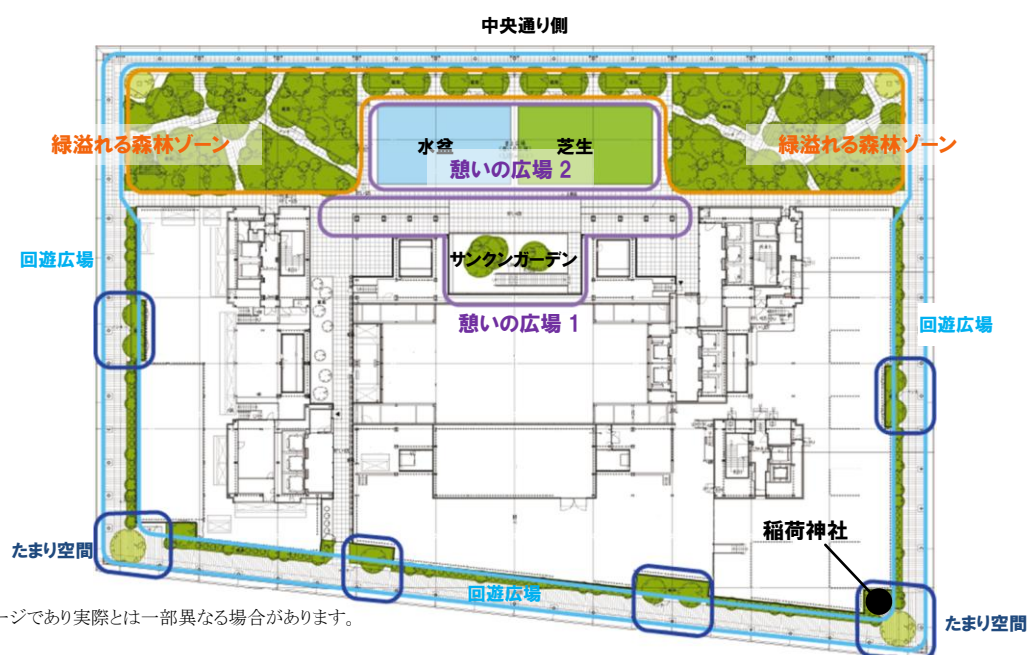 中央通り側
緑溢れる森林ゾーン
緑溢れる森林ゾーン
水盆
芝生
憩いの広場 2
サンクンガーデン
回遊広場
憩いの広場 1
回遊広場
稲荷神社
たまり空間
回遊広場
たまり空間
ージであり実際とは一部異なる場合があります。